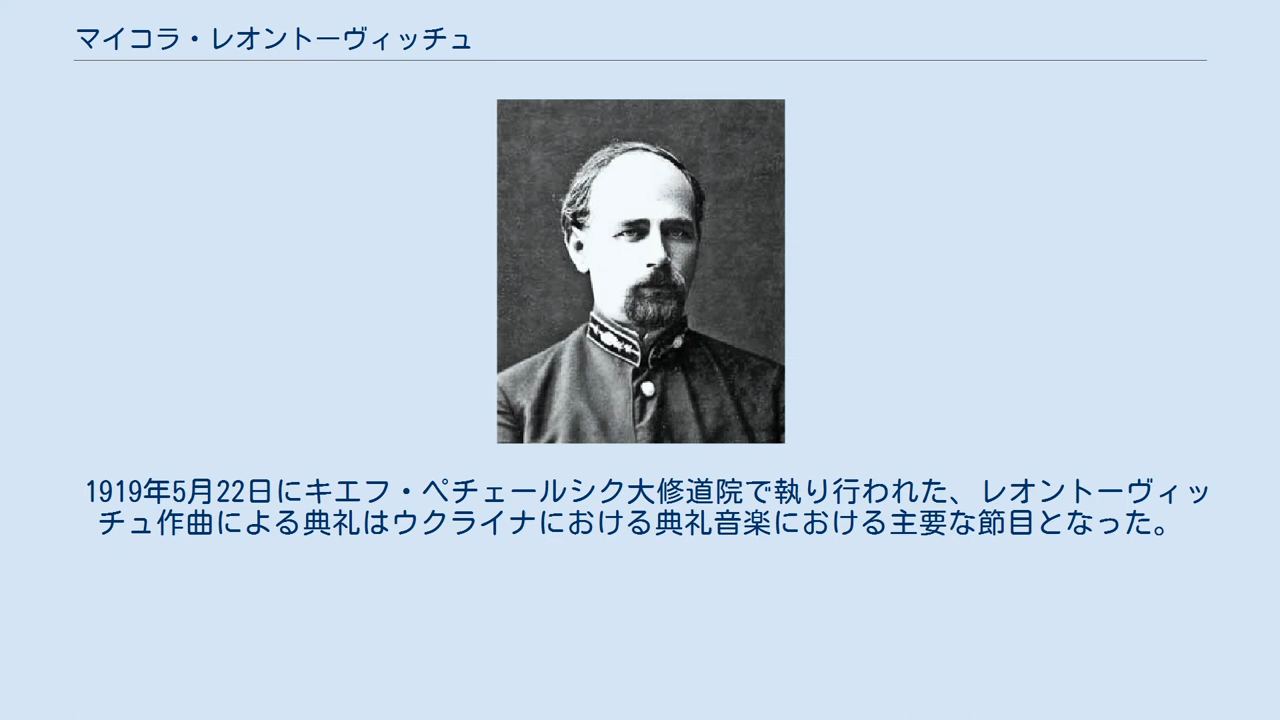 マイコラ・レオントーヴィッチュ
1919年5月22日にキエフ・ペチェールシク大修道院で執り行われた、レオントーヴィッ
チュ作曲による典礼はウクライナにおける典礼音楽における主要な節目となった。